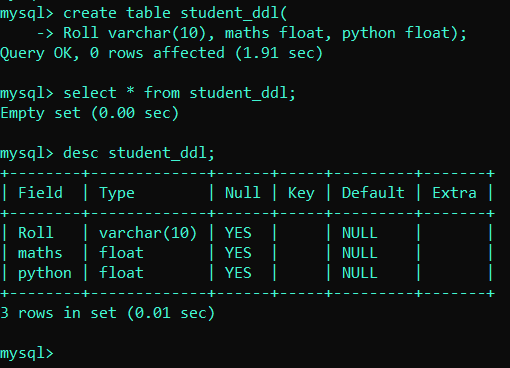 mysql> create table student_ddl(
    -> Roll varchar(10), maths float, python float);
Query OK, 0 rows affected (1.91 sec)

mysql> select * from student_ddl;
Empty set (0.00 sec)

mysql> desc student_ddl;
+--------+-------------+------+-----+---------+-------+
| Field  | Type        | Null | Key | Default | Extra |
+--------+-------------+------+-----+---------+-------+
| Roll   | varchar(10) | YES  |     | NULL    |       |
| maths  | float       | YES  |     | NULL    |       |
| python | float       | YES  |     | NULL    |       |
+--------+-------------+------+-----+---------+-------+
3 rows in set (0.01 sec)

mysql>